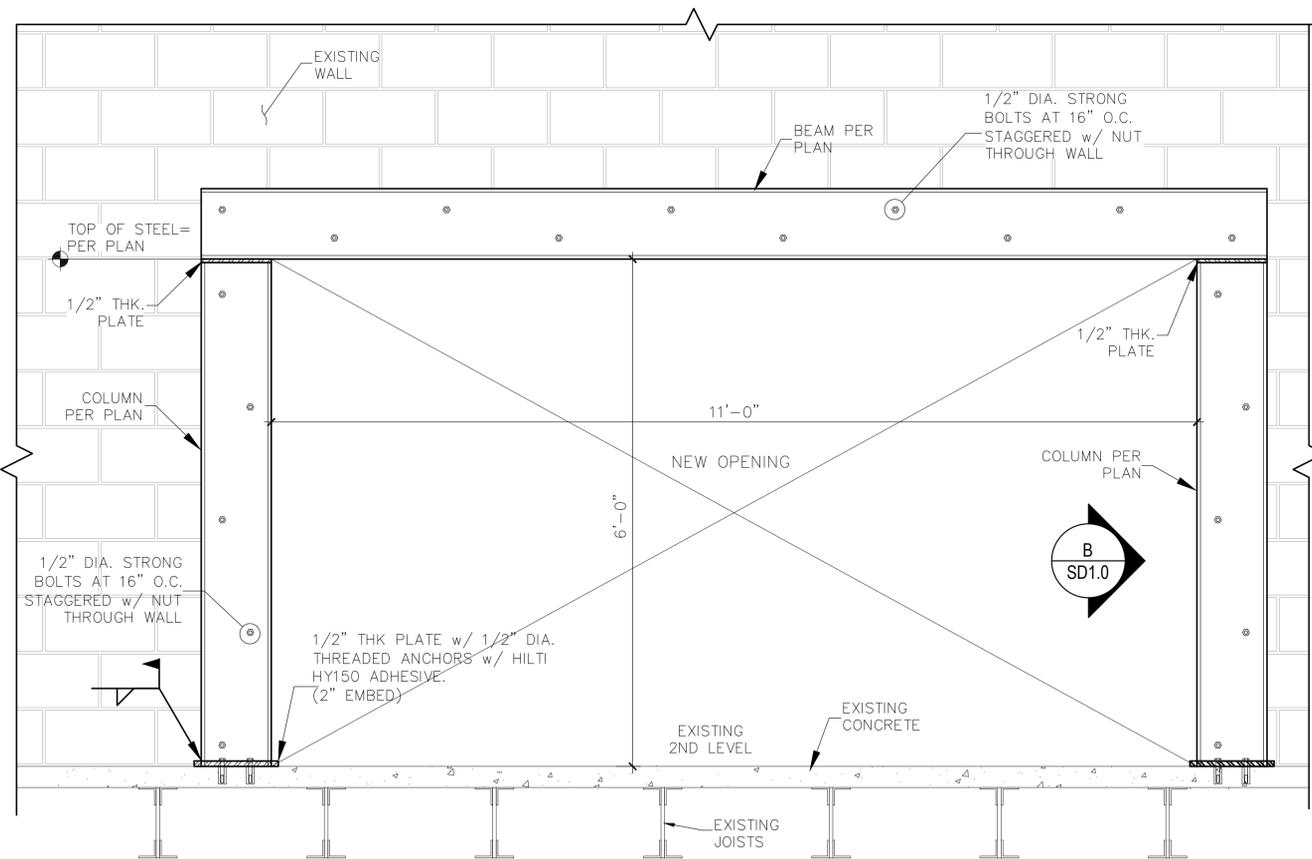 EXISTING
WALL
1/2” DIA. STRONG
BOLTS AT 16” O.C.
STAGGERED w/ NUT
THROUGH WALL
BEAM PER
PLAN
TOP OF STEEL=
PER PLAN
1/2” THK.
PLATE
1/2” THK.
PLATE
COLUMN
PER PLAN
11’-0”
NEW OPENING
COLUMN PER
PLAN
6’-0”
B
SD1.0
1/2” DIA. STRONG
BOLTS AT 16” O.C.
STAGGERED w/ NUT
THROUGH WALL
1/2” THK PLATE w/ 1/2” DIA.
THREADED ANCHORS w/ HILTI
HY150 ADHESIVE.
(2” EMBED)
EXISTING
2ND LEVEL
EXISTING
CONCRETE
EXISTING
JOISTS